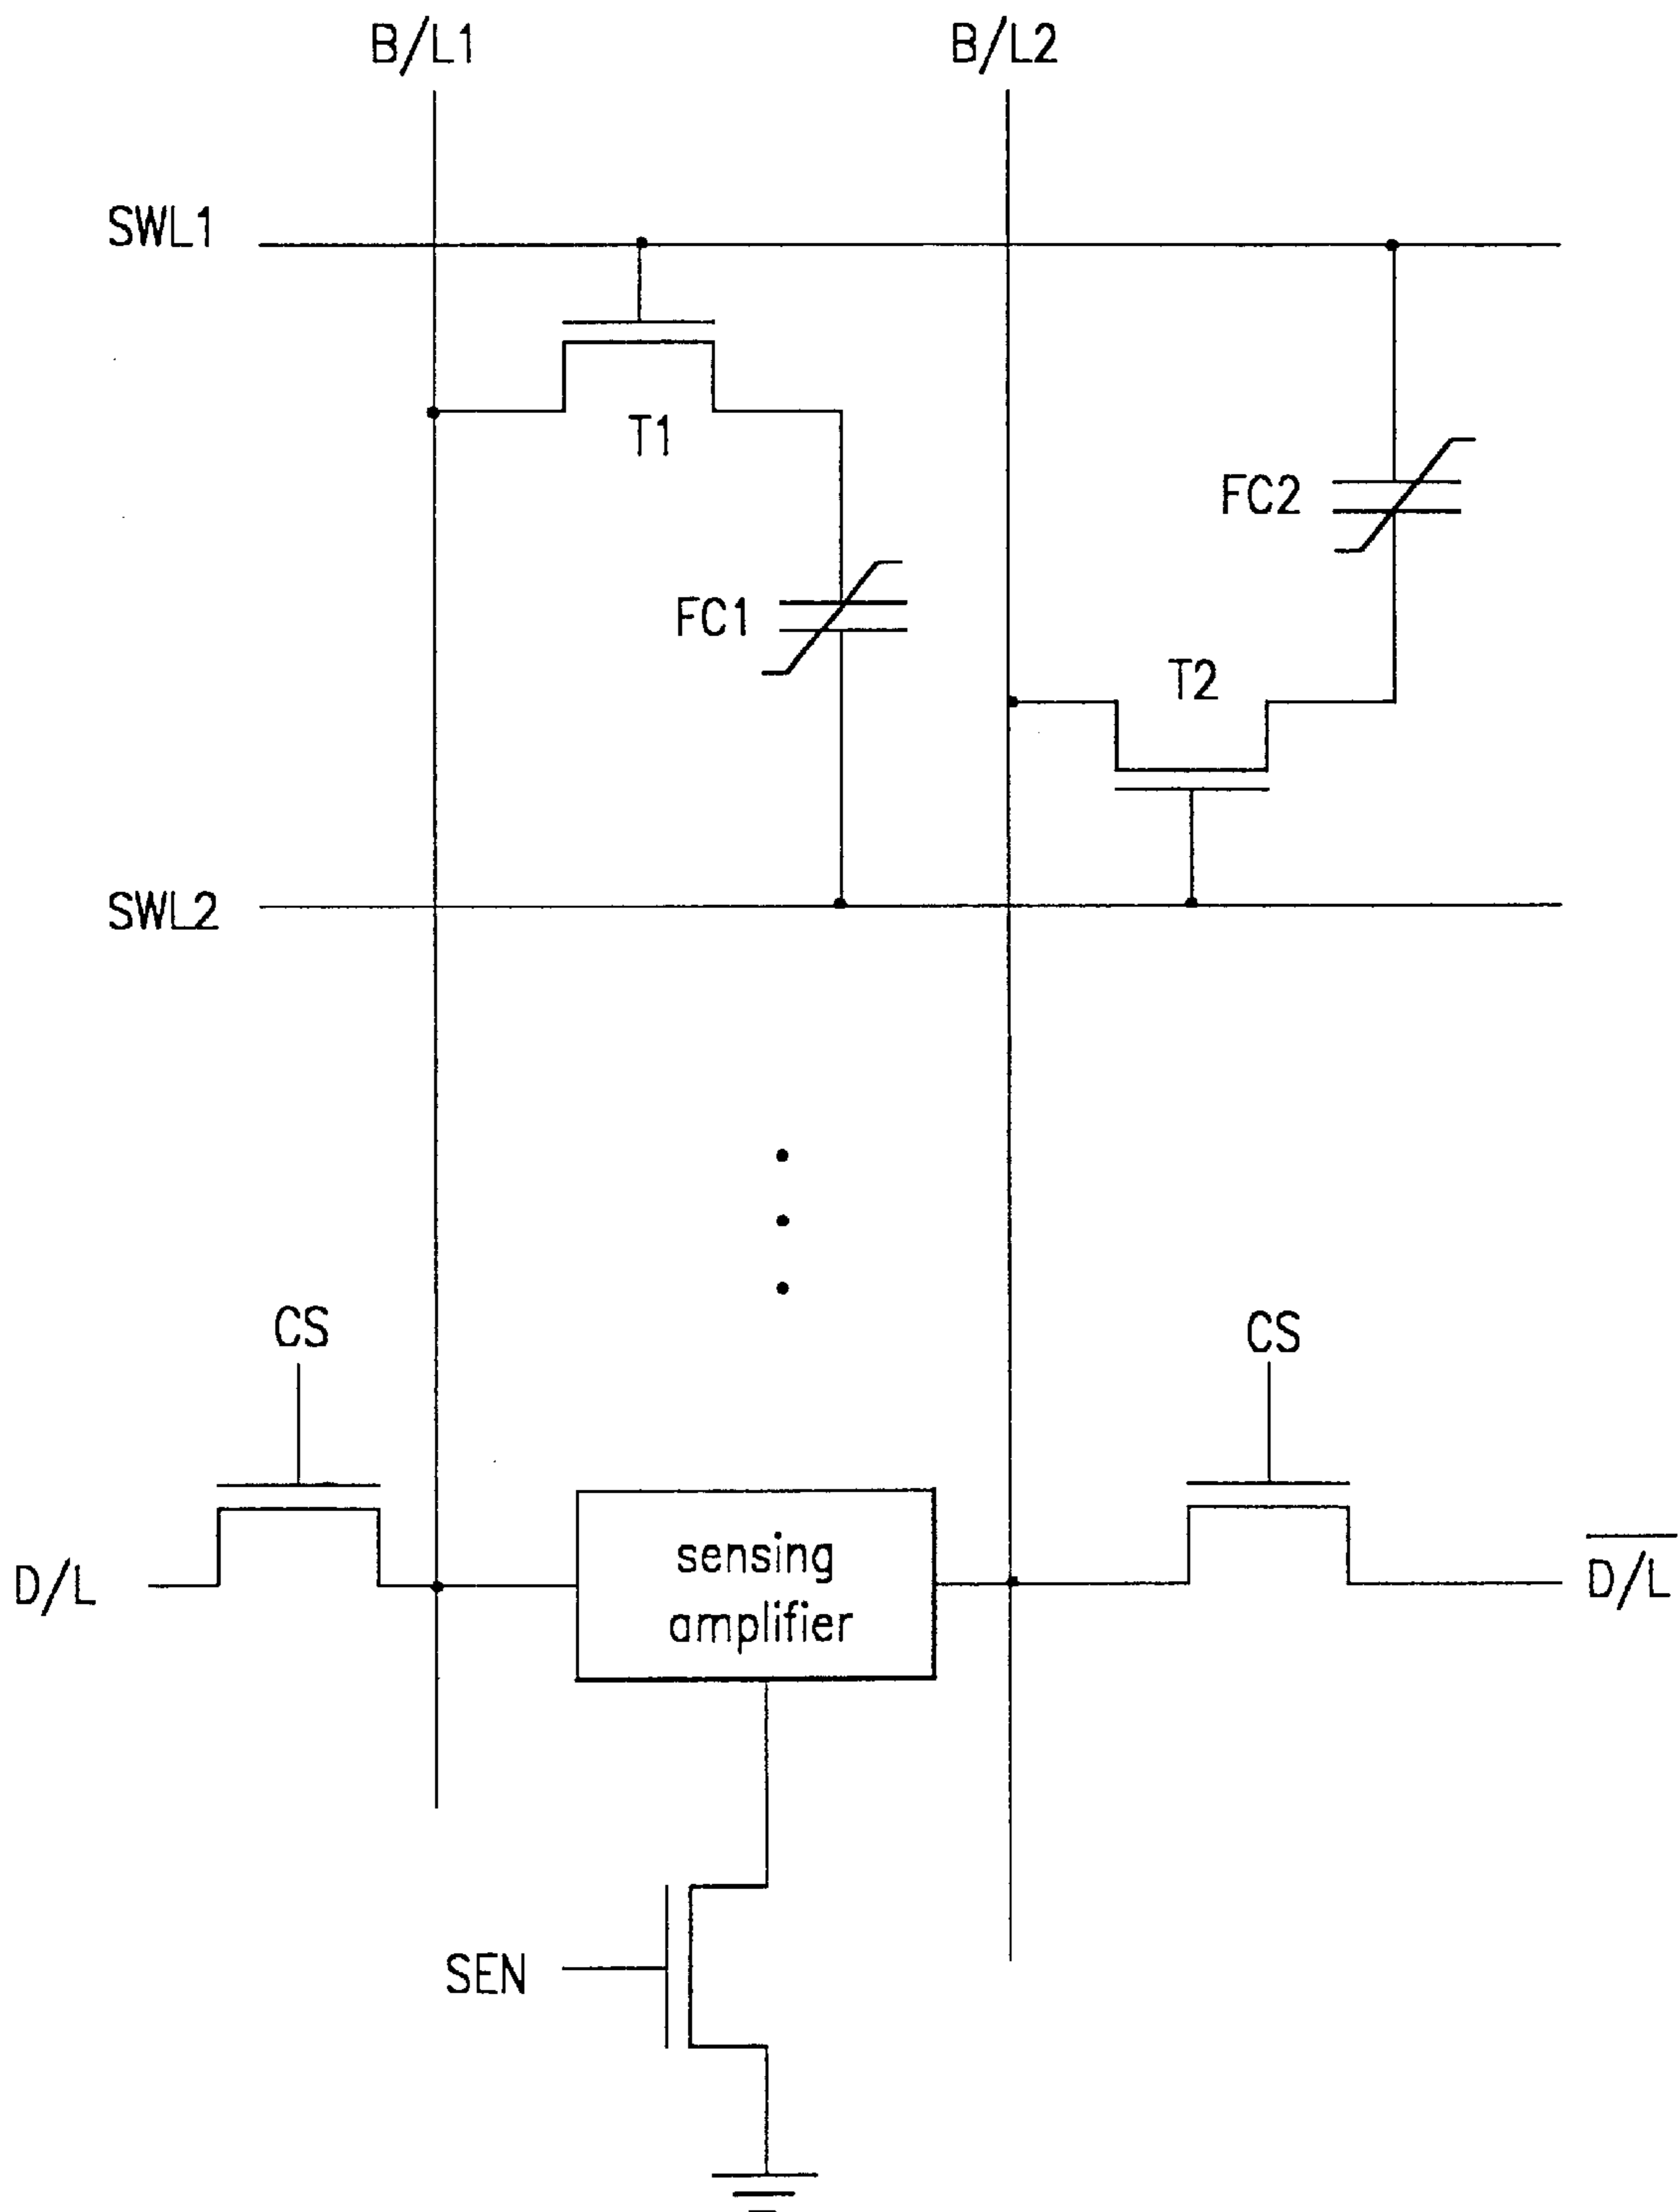 B/L1
B/L2
SWL1
T1
FC2
FC1
T2
SWL2
CS
CS
D/L
sensing
amplifier
D/L
SEN